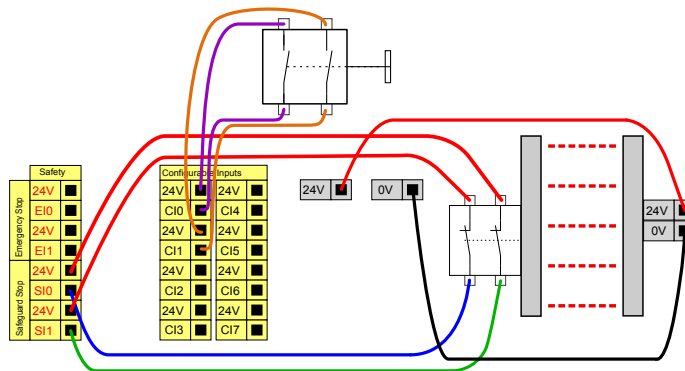 Safety
Emergency Stop
24V
EI0
24V
EI1
Safeguard Stop
24V
SI0
24V
SI1
Configurable Inputs
24V 24V
CI0 CI4
24V 24V
CI1 CI5
24V 24V
CI2 CI6
24V 24V
CI3 CI7
24V
0V
24V
0V